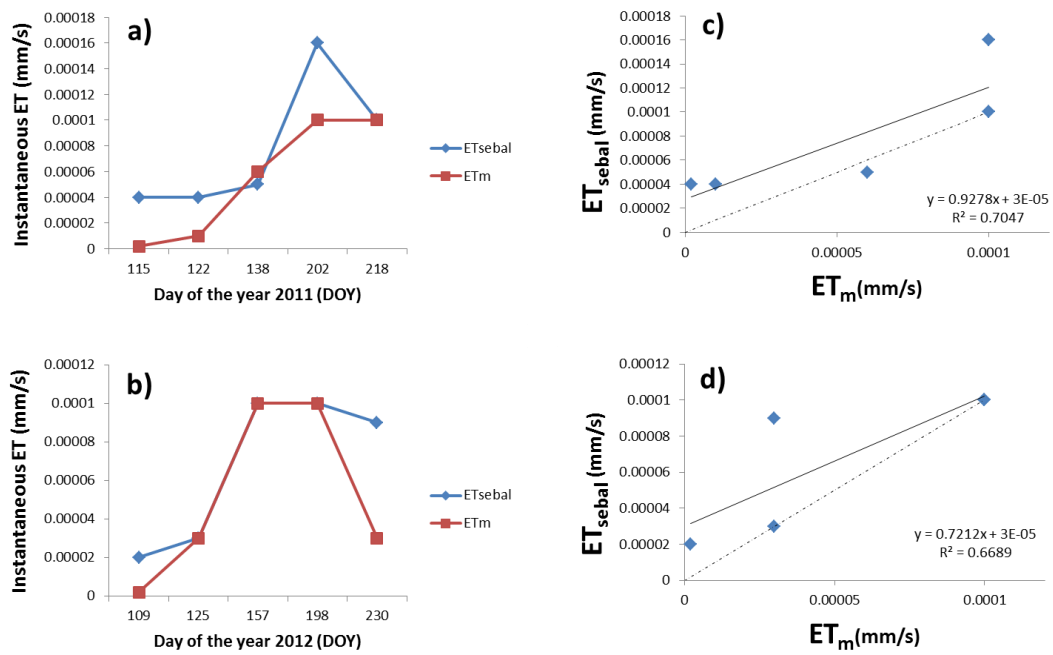 a)
Instantaneous ET (mm/s)
0.00018
0.00016
0.00014
0.00012
0.0001
0.00008
0.00006
0.00004
0.00002
0
115 122 138 202 218
Day of the year 2011 (DOY)
ETsebal
ETm
c)
ETsebal (mm/s)
0.00018
0.00016
0.00014
0.00012
0.0001
0.00008
0.00006
0.00004
0.00002
0
0 0.00005 0.0001
y = 0.9278x + 3E-05
R² = 0.7047
ETm(mm/s)
b)
Instantaneous ET (mm/s)
0.00012
0.0001
0.00008
0.00006
0.00004
0.00002
0
109 125 157 198 230
Day of the year 2012 (DOY)
ETsebal
ETm
d)
ETsebal (mm/s)
0.00012
0.0001
0.00008
0.00006
0.00004
0.00002
0
0 0.00005 0.0001
y = 0.7212x + 3E-05
R² = 0.6689
ETm(mm/s)